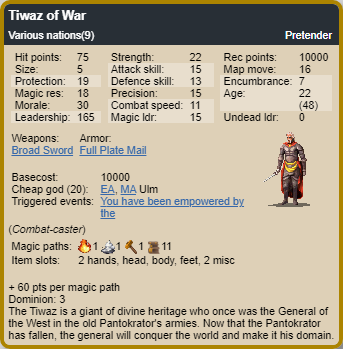 Tiwaz of War
Various nations(9) Pretender
Hit points: 75 Strength: 22 Rec points: 10000
Size: 5 Attack skill: 15 Map move: 16
Protection: 19 Defence skill: 13 Encumbrance: 7
Magic res: 18 Precision: 15 Age: 22
Morale: 30 Combat speed: 11 (48)
Leadership: 165 Magic ldr: 15 Undead ldr: 0
Weapons: Armor:
Broad Sword Full Plate Mail
Basecost: 10000
Cheap god (20): EA, MA Ulm
Triggered events: You have been empowered by
the
(Combat-caster)
Magic paths: 1 1 1 11
Item slots: 2 hands, head, body, feet, 2 misc
+ 60 pts per magic path
Dominion: 3
The Tiwaz is a giant of divine heritage who once was the General of
the West in the old Pantokrator's armies. Now that the Pantokrator
has fallen, the general will conquer the world and make it his domain.